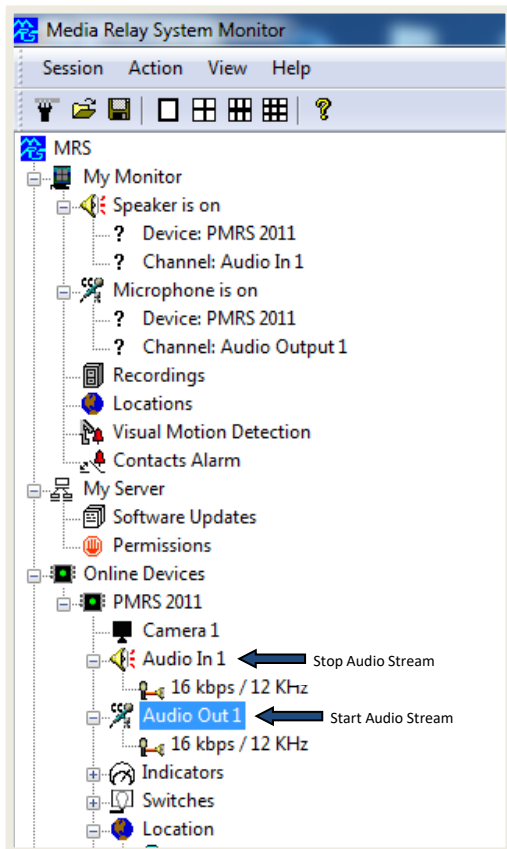 Media Relay System Monitor
Session Action View Help
MRS
My Monitor
Speaker is on
? Device: PMRS 2011
? Channel: Audio In 1
Microphone is on
? Device: PMRS 2011
? Channel: Audio Output 1
Recordings
Locations
Visual Motion Detection
Contacts Alarm
My Server
Software Updates
Permissions
Online Devices
PMRS 2011
Camera 1
Audio In 1 Stop Audio Stream
16 kbps / 12 KHz
Audio Out 1 Start Audio Stream
16 kbps / 12 KHz
Indicators
Switches
Location